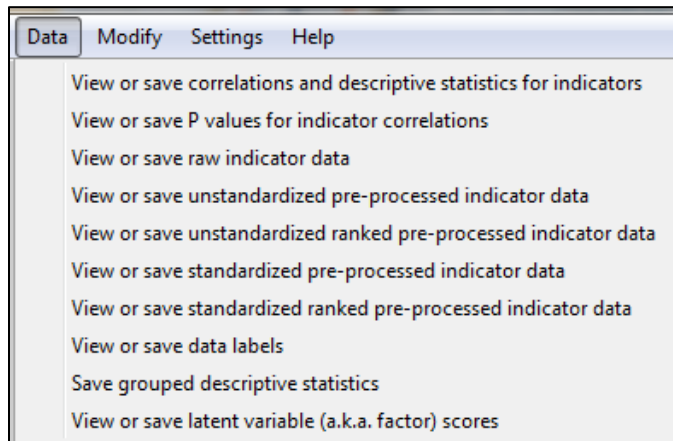 Data Modify Settings Help
View or save correlations and descriptive statistics for indicators
View or save P values for indicator correlations
View or save raw indicator data
View or save unstandardized pre-processed indicator data
View or save unstandardized ranked pre-processed indicator data
View or save standardized pre-processed indicator data
View or save standardized ranked pre-processed indicator data
View or save data labels
Save grouped descriptive statistics
View or save latent variable (a.k.a. factor) scores